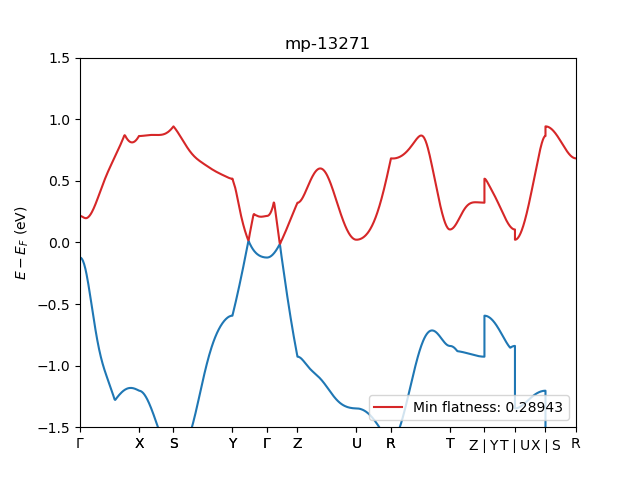 mp-13271
1.5
1.0
0.5
0.0
−0.5
−1.0
−1.5
E − E_F (eV)
Min flatness: 0.28943
Γ X S Y Γ Z U R T Z | Y T | U X | S R